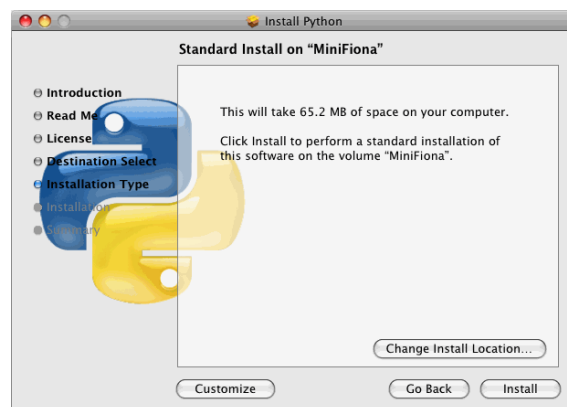 Install Python
Standard Install on “MiniFiona”
Introduction
Read Me
License
Destination Select
Installation Type
Installation
Summary
This will take 65.2 MB of space on your computer.
Click Install to perform a standard installation of
this software on the volume “MiniFiona”.
Change Install Location...
Customize
Go Back
Install